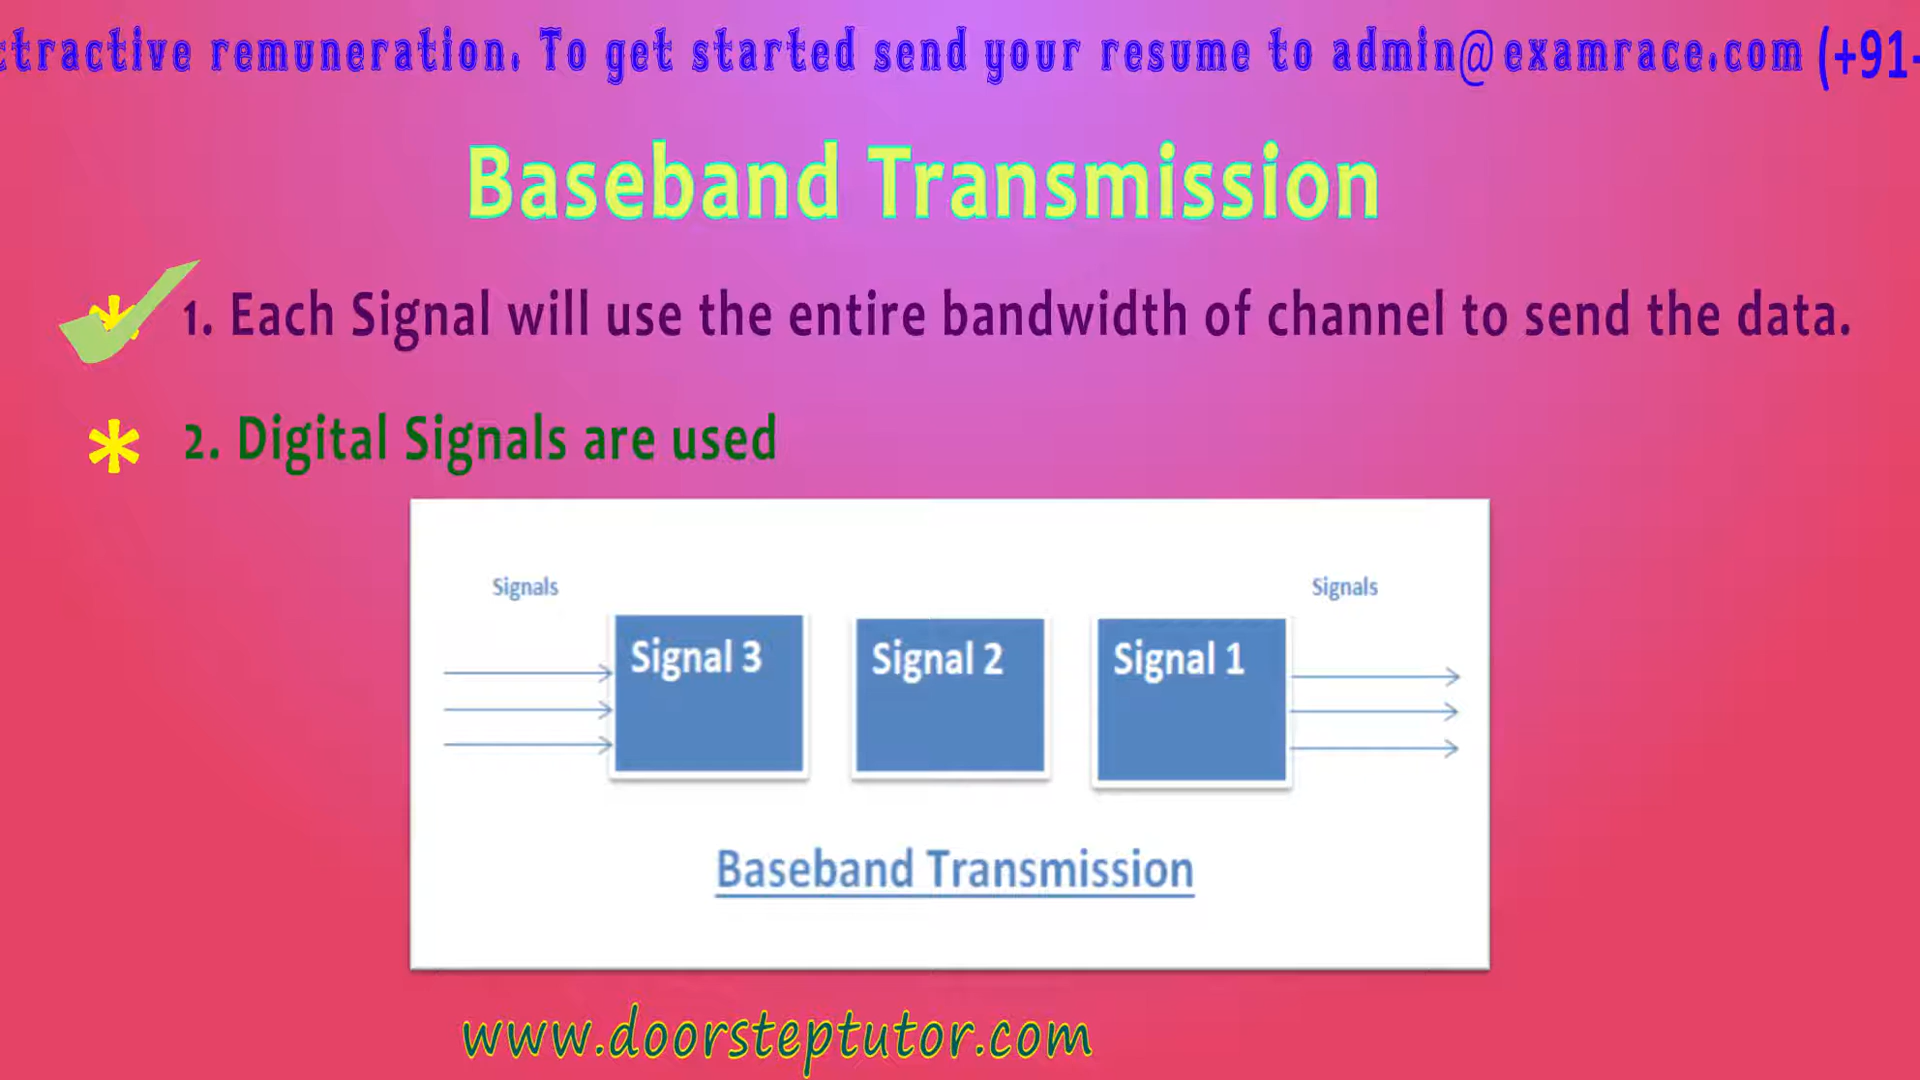 remuneration. To get started send your resume to admin@examrace.com (+91-
Baseband Transmission
1. Each Signal will use the entire bandwidth of channel to send the data.
2. Digital Signals are used
Signals
Signals
Signal 3
Signal 2
Signal 1
Baseband Transmission
www.doorsteptutor.com